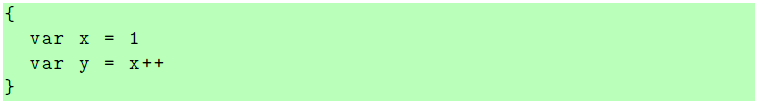 {
  var x = 1
  var y = x++
}